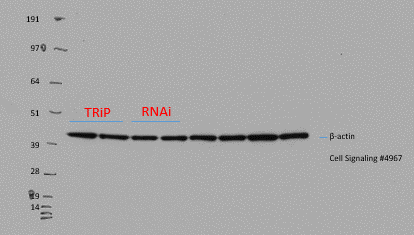 191
97
64
TRiP RNAi
51
β-actin
39
Cell Signaling #4967
28
19
14